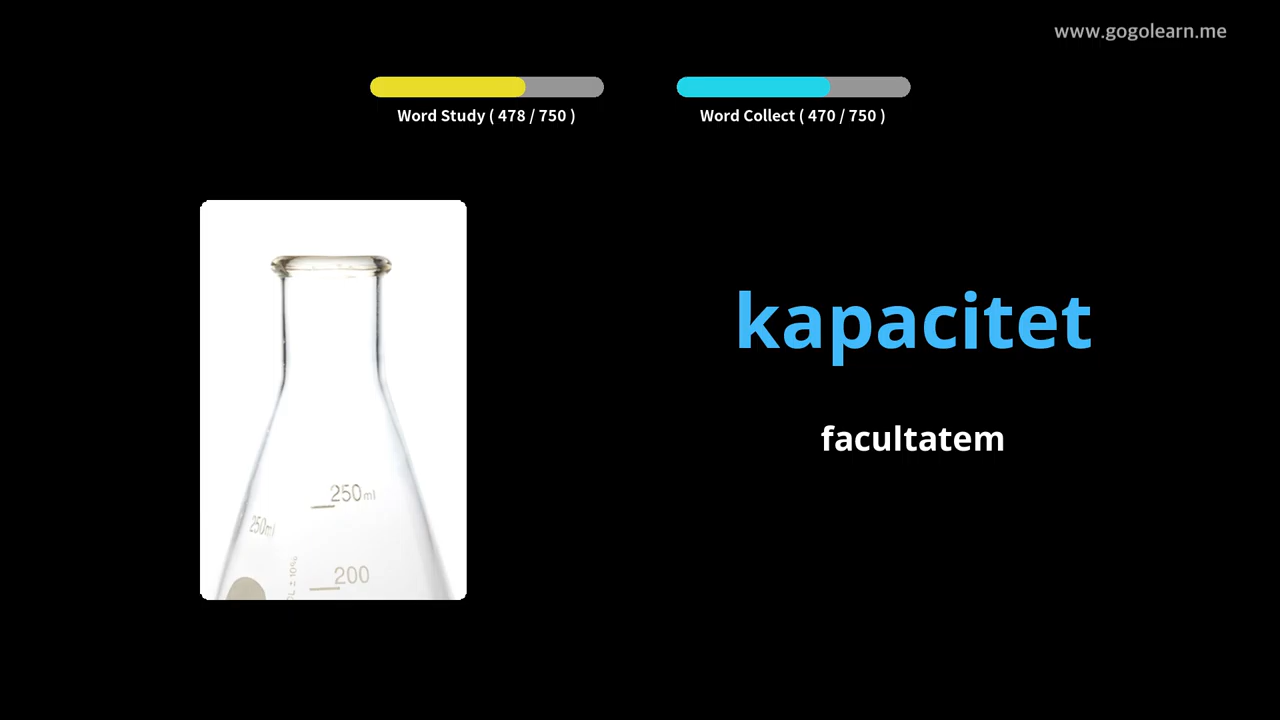 www.gogolearn.me
Word Study ( 478 / 750 )
Word Collect ( 470 / 750 )
kapacitet
facultatem
250ml
250ml
200